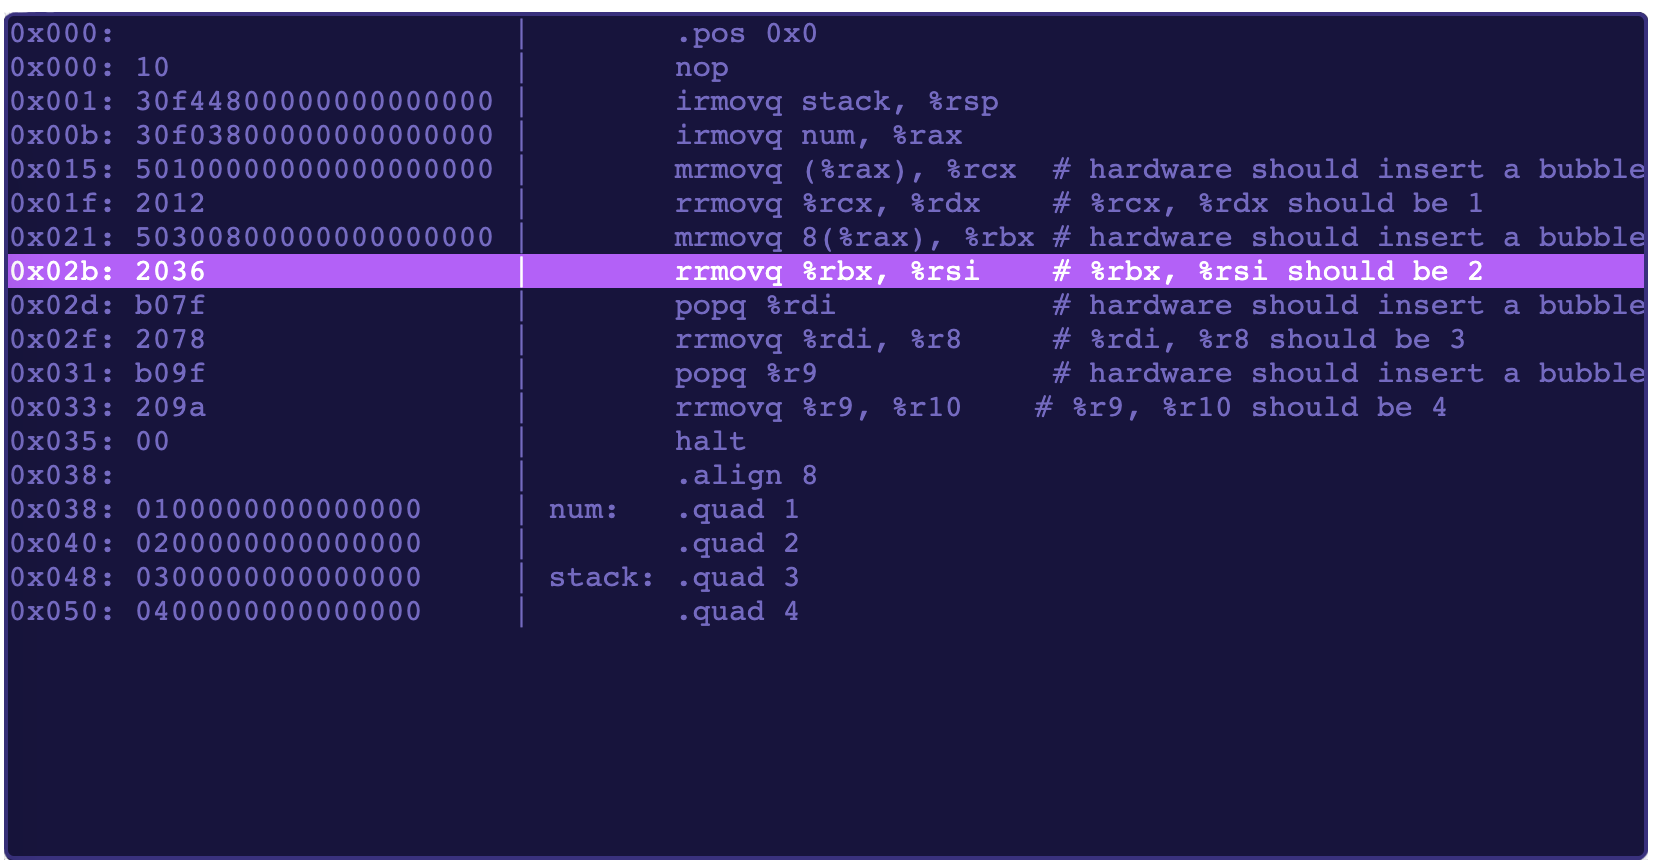 0x000:                      |        .pos 0x0
0x000: 10                   |        nop
0x001: 30f44800000000000000 |        irmovq stack, %rsp
0x00b: 30f03800000000000000 |        irmovq num, %rax
0x015: 50100000000000000000 |        mrmovq (%rax), %rcx  # hardware should insert a bubble
0x01f: 2012                 |        rrmovq %rcx, %rdx    # %rcx, %rdx should be 1
0x021: 50300800000000000000 |        mrmovq 8(%rax), %rbx # hardware should insert a bubble
0x02b: 2036                 |        rrmovq %rbx, %rsi    # %rbx, %rsi should be 2
0x02d: b07f                 |        popq %rdi            # hardware should insert a bubble
0x02f: 2078                 |        rrmovq %rdi, %r8     # %rdi, %r8 should be 3
0x031: b09f                 |        popq %r9             # hardware should insert a bubble
0x033: 209a                 |        rrmovq %r9, %r10    # %r9, %r10 should be 4
0x035: 00                   |        halt
0x038:                      |        .align 8
0x038: 0100000000000000     | num:   .quad 1
0x040: 0200000000000000     |        .quad 2
0x048: 0300000000000000     | stack: .quad 3
0x050: 0400000000000000     |        .quad 4